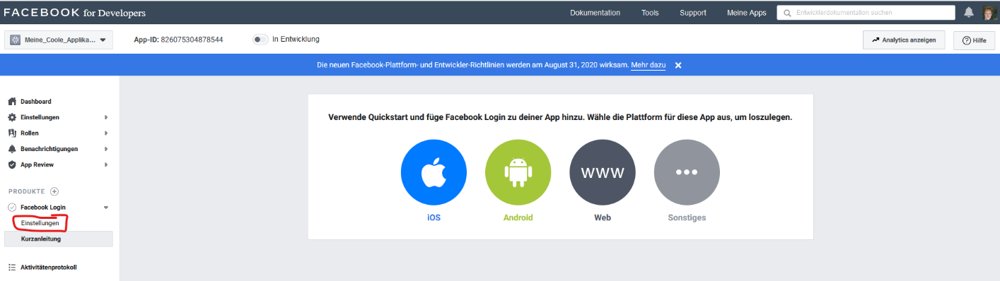 FACEBOOK for Developers
Dokumentation
Tools
Support
Meine Apps
Entwicklerdokumentation suchen
Meine_Coole_Applika...
App-ID: 826075304878544
In Entwicklung
Analytics anzeigen
Hilfe
Die neuen Facebook-Plattform- und Entwickler-Richtlinien werden am August 31, 2020 wirksam. Mehr dazu
Dashboard
Einstellungen
Rollen
Benachrichtigungen
App Review
PRODUKTE
Facebook Login
Einstellungen
Kurzanleitung
Aktivitätenprotokoll
Verwende Quickstart und füge Facebook Login zu deiner App hinzu. Wähle die Plattform für diese App aus, um loszulegen.
WWW
iOS
Android
Web
Sonstiges